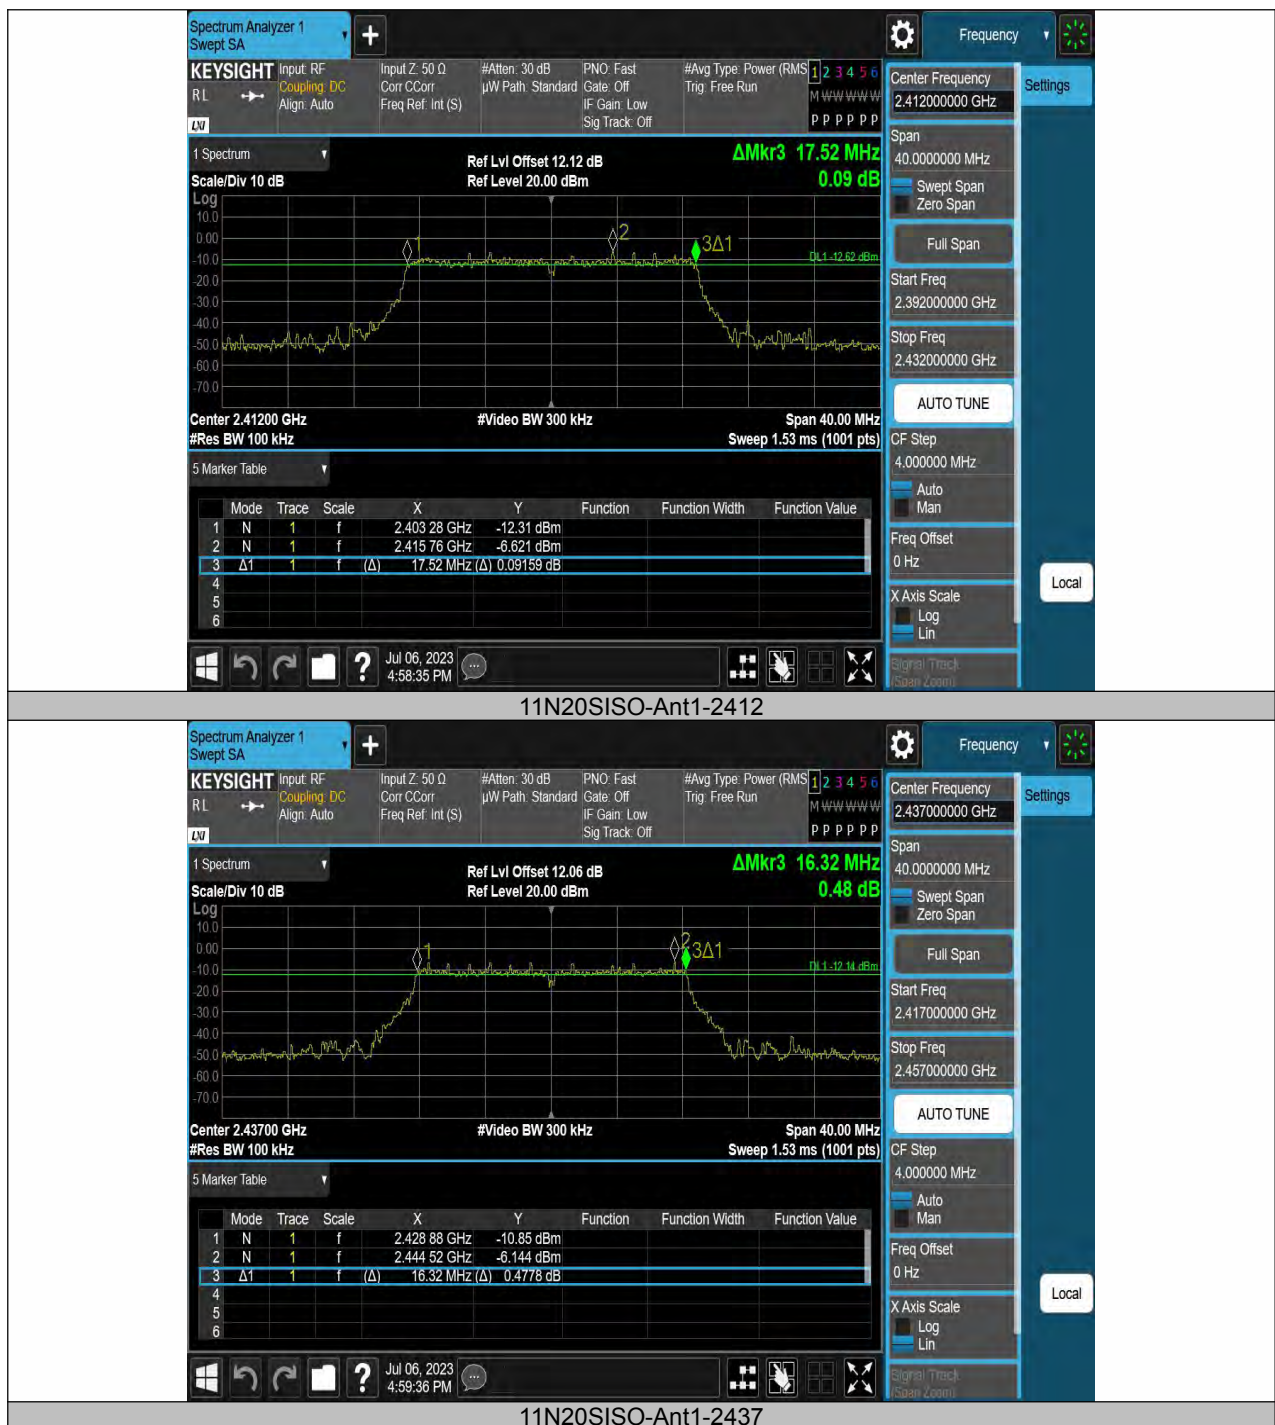 Spectrum Analyzer 1
Swept SA
Frequency
KEYSIGHT
RL
LXI
Input: RF
Coupling: DC
Align: Auto
Input Z: 50 Ω
Corr CCorr
Freq Ref: Int (S)
#Atten: 30 dB
µW Path: Standard
PNO: Fast
Gate: Off
IF Gain: Low
Sig Track: Off
#Avg Type: Power (RMS
Trig: Free Run
1 2 3 4 5 6
M W W W W W
P P P P P P
Center Frequency
2.412000000 GHz
Settings
Span
40.0000000 MHz
Swept Span
Zero Span
Full Span
Start Freq
2.392000000 GHz
Stop Freq
2.432000000 GHz
AUTO TUNE
CF Step
4.000000 MHz
Auto
Man
Freq Offset
0 Hz
X Axis Scale
Log
Lin
Signal Track
(Span Zoom)
Local
1 Spectrum
Scale/Div 10 dB
Ref Lvl Offset 12.12 dB
Ref Level 20.00 dBm
ΔMkr3 17.52 MHz
0.09 dB
Log
10.0
0.00
-10.0
-20.0
-30.0
-40.0
-50.0
-60.0
-70.0
1
2
3Δ1
DL1 -12.62 dBm
Center 2.41200 GHz
#Video BW 300 kHz
Span 40.00 MHz
#Res BW 100 kHz
Sweep 1.53 ms (1001 pts)
5 Marker Table
Mode Trace Scale X Y Function Function Width Function Value
1 N 1 f 2.403 28 GHz -12.31 dBm
2 N 1 f 2.415 76 GHz -6.621 dBm
3 Δ1 1 f (Δ) 17.52 MHz (Δ) 0.09159 dB
4
5
6
?
Jul 06, 2023
4:58:35 PM
11N20SISO-Ant1-2412
Spectrum Analyzer 1
Swept SA
Frequency
KEYSIGHT
RL
LXI
Input: RF
Coupling: DC
Align: Auto
Input Z: 50 Ω
Corr CCorr
Freq Ref: Int (S)
#Atten: 30 dB
µW Path: Standard
PNO: Fast
Gate: Off
IF Gain: Low
Sig Track: Off
#Avg Type: Power (RMS
Trig: Free Run
1 2 3 4 5 6
M W W W W W
P P P P P P
Center Frequency
2.437000000 GHz
Settings
Span
40.0000000 MHz
Swept Span
Zero Span
Full Span
Start Freq
2.417000000 GHz
Stop Freq
2.457000000 GHz
AUTO TUNE
CF Step
4.000000 MHz
Auto
Man
Freq Offset
0 Hz
X Axis Scale
Log
Lin
Signal Track
(Span Zoom)
Local
1 Spectrum
Scale/Div 10 dB
Ref Lvl Offset 12.06 dB
Ref Level 20.00 dBm
ΔMkr3 16.32 MHz
0.48 dB
Log
10.0
0.00
-10.0
-20.0
-30.0
-40.0
-50.0
-60.0
-70.0
1
2
3Δ1
DL1 -12.14 dBm
Center 2.43700 GHz
#Video BW 300 kHz
Span 40.00 MHz
#Res BW 100 kHz
Sweep 1.53 ms (1001 pts)
5 Marker Table
Mode Trace Scale X Y Function Function Width Function Value
1 N 1 f 2.428 88 GHz -10.85 dBm
2 N 1 f 2.444 52 GHz -6.144 dBm
3 Δ1 1 f (Δ) 16.32 MHz (Δ) 0.4778 dB
4
5
6
?
Jul 06, 2023
4:59:36 PM
11N20SISO-Ant1-2437